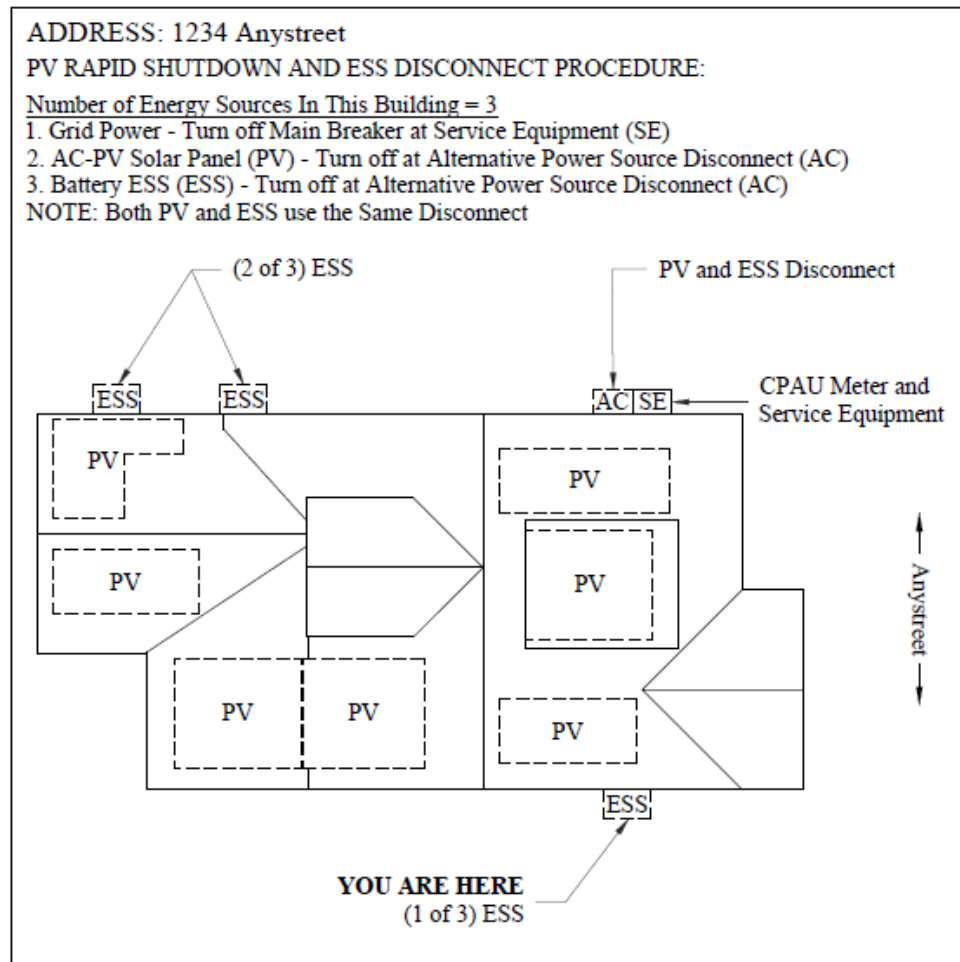 ADDRESS: 1234 Anystreet
PV RAPID SHUTDOWN AND ESS DISCONNECT PROCEDURE:
Number of Energy Sources In This Building = 3
1. Grid Power - Turn off Main Breaker at Service Equipment (SE)
2. AC-PV Solar Panel (PV) - Turn off at Alternative Power Source Disconnect (AC)
3. Battery ESS (ESS) - Turn off at Alternative Power Source Disconnect (AC)
NOTE: Both PV and ESS use the Same Disconnect
(2 of 3) ESS
PV and ESS Disconnect
ESS
ESS
AC
SE
CPAU Meter and
Service Equipment
PV
PV
PV
PV
Anystreet
PV
PV
PV
ESS
YOU ARE HERE
(1 of 3) ESS